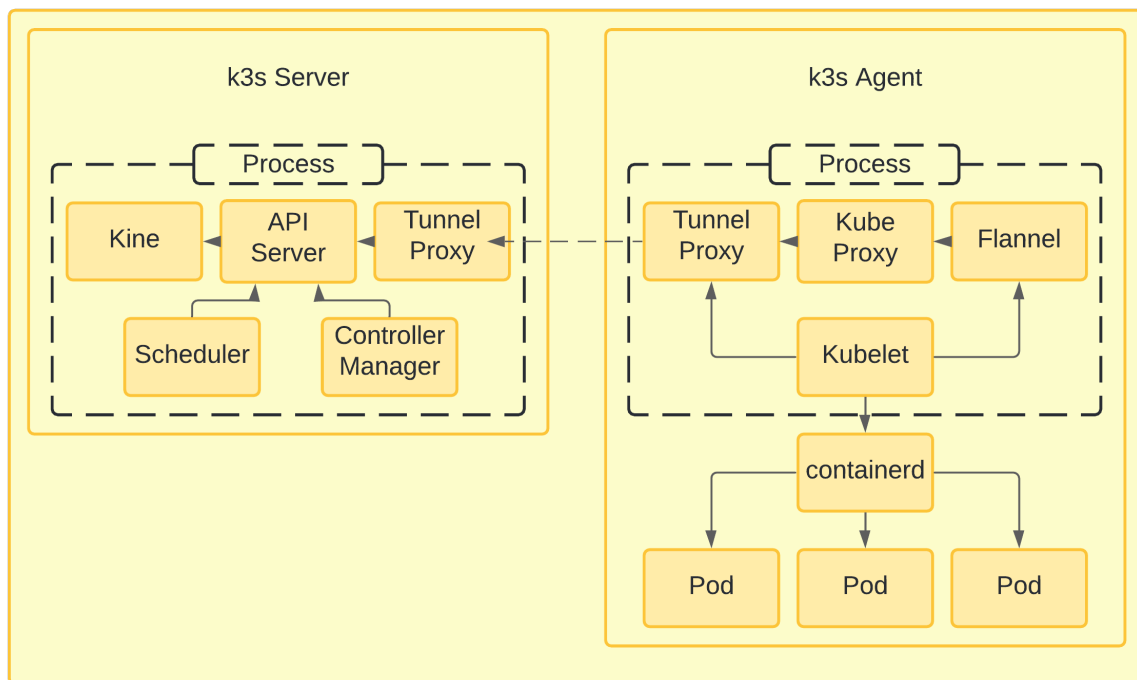 k3s Server
Process
Kine
API
Server
Tunnel
Proxy
Scheduler
Controller
Manager
k3s Agent
Process
Tunnel
Proxy
Kube
Proxy
Flannel
Kubelet
containerd
Pod
Pod
Pod